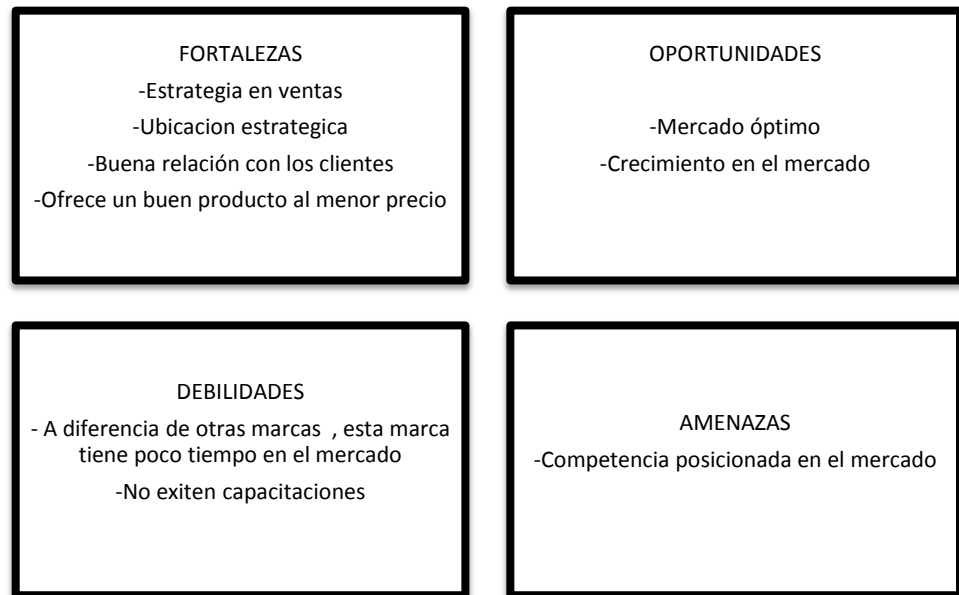 FORTALEZAS
-Estrategia en ventas
-Ubicacion estrategica
-Buena relación con los clientes
-Ofrece un buen producto al menor precio
OPORTUNIDADES
-Mercado óptimo
-Crecimiento en el mercado
DEBILIDADES
- A diferencia de otras marcas , esta marca
tiene poco tiempo en el mercado
-No exiten capacitaciones
AMENAZAS
-Competencia posicionada en el mercado